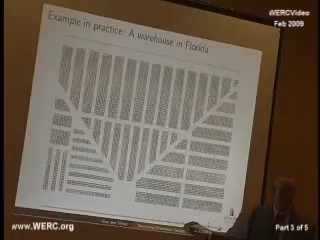 WERCVideo
Feb 2009
Example in practice: A warehouse in Florida
www.WERC.org
Part 3 of 5